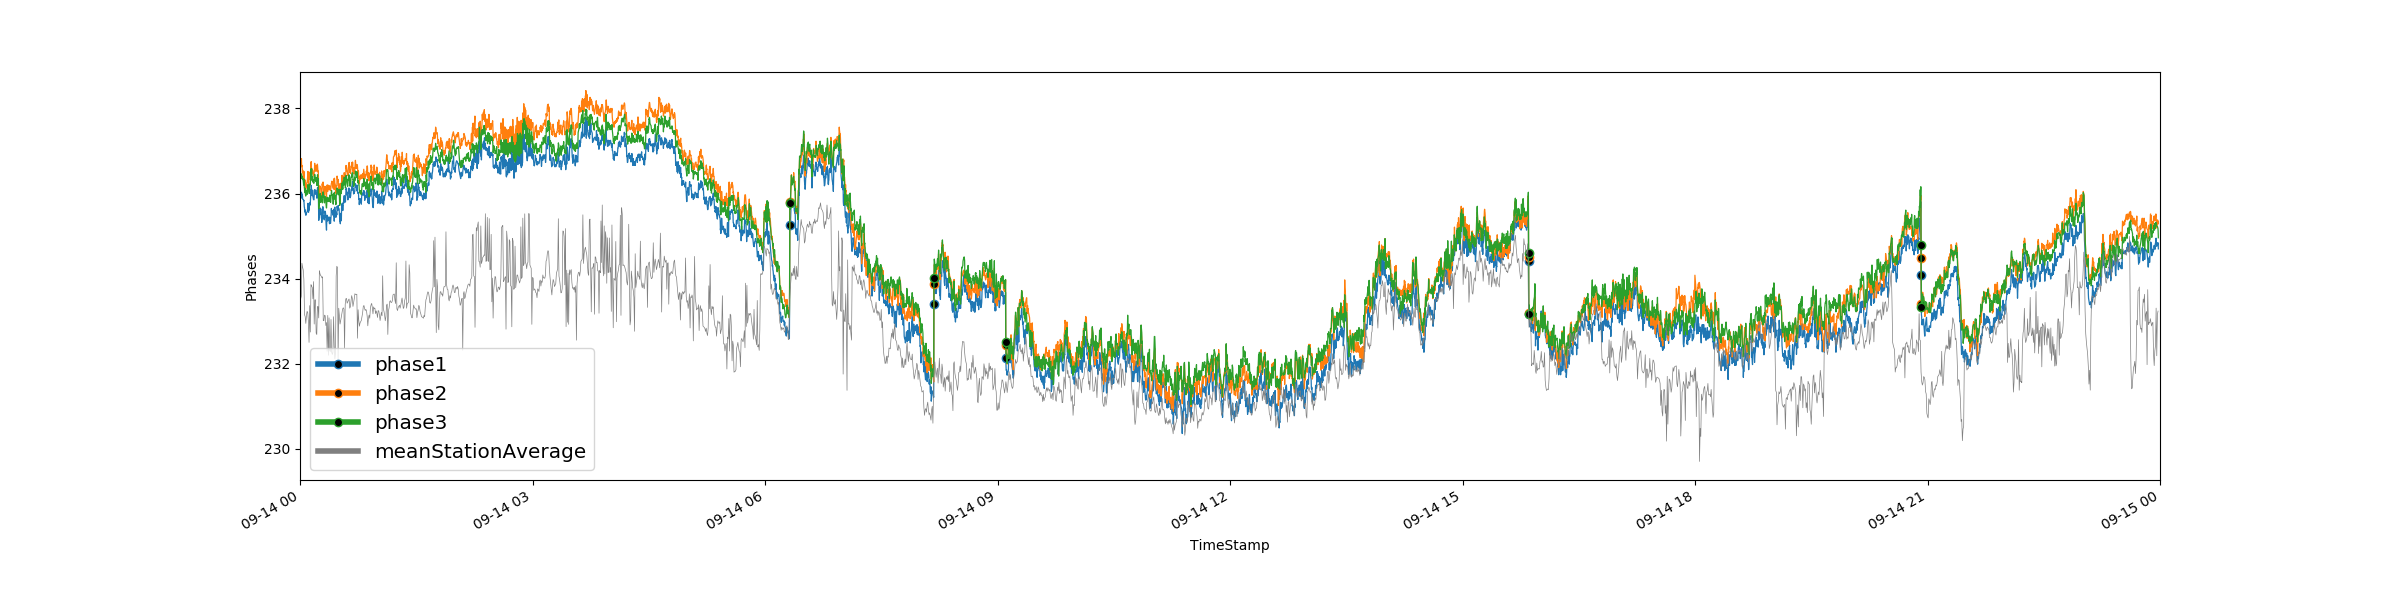 238
236
234
232
230
Phases
phase1
phase2
phase3
meanStationAverage
09-14 00
09-14 03
09-14 06
09-14 09
09-14 12
09-14 15
09-14 18
09-14 21
09-15 00
TimeStamp